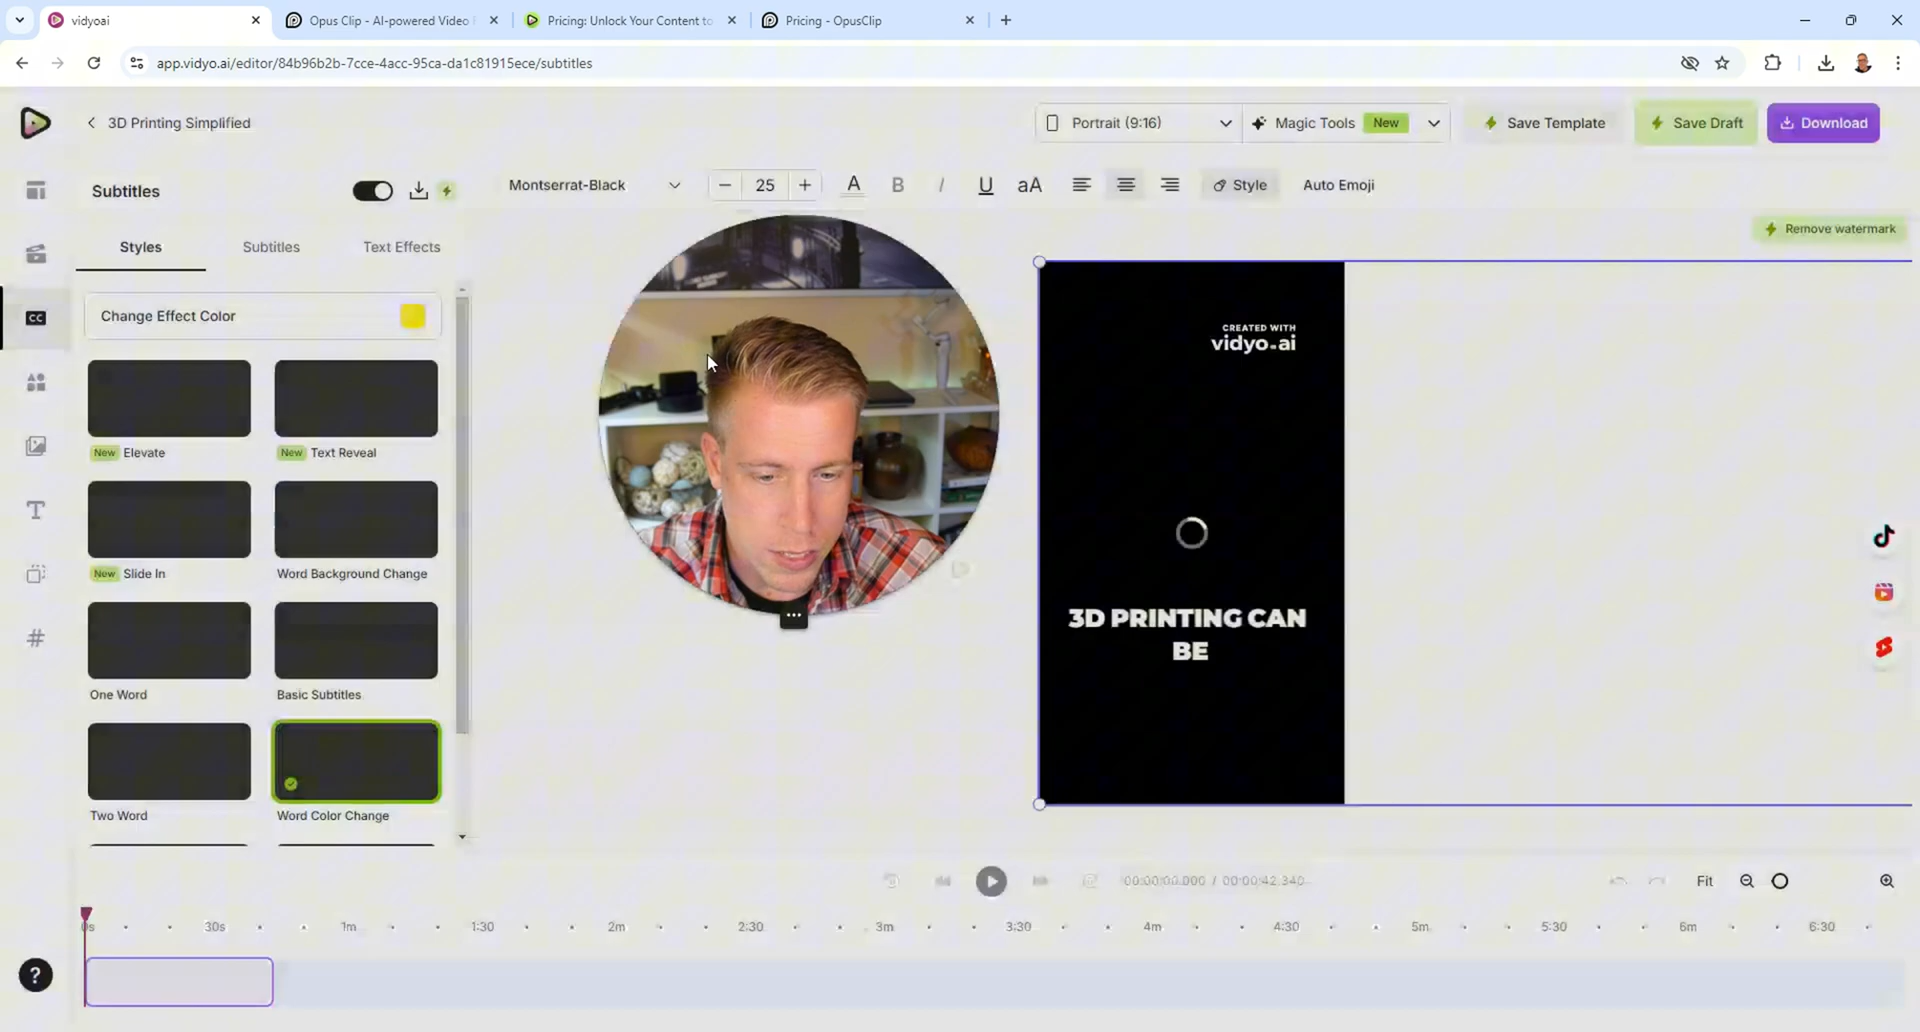 vidyoai
Opus Clip - AI-powered Video
Pricing: Unlock Your Content to
Pricing - OpusClip
app.vidyo.ai/editor/84b96b2b-7cce-4acc-95ca-da1c81915ece/subtitles
3D Printing Simplified
Portrait (9:16)
Magic Tools
New
Save Template
Save Draft
Download
Subtitles
Montserrat-Black
25
A
B
I
U
aA
Style
Auto Emoji
Remove watermark
Styles
Subtitles
Text Effects
Change Effect Color
New Elevate
New Text Reveal
New Slide In
Word Background Change
One Word
Basic Subtitles
Two Word
Word Color Change
CC
CREATED WITH
vidyo.ai
3D PRINTING CAN
BE
00:00:00.000 / 00:00:42.340
Fit
0s
30s
1m
1:30
2m
2:30
3m
3:30
4m
4:30
5m
5:30
6m
6:30
?